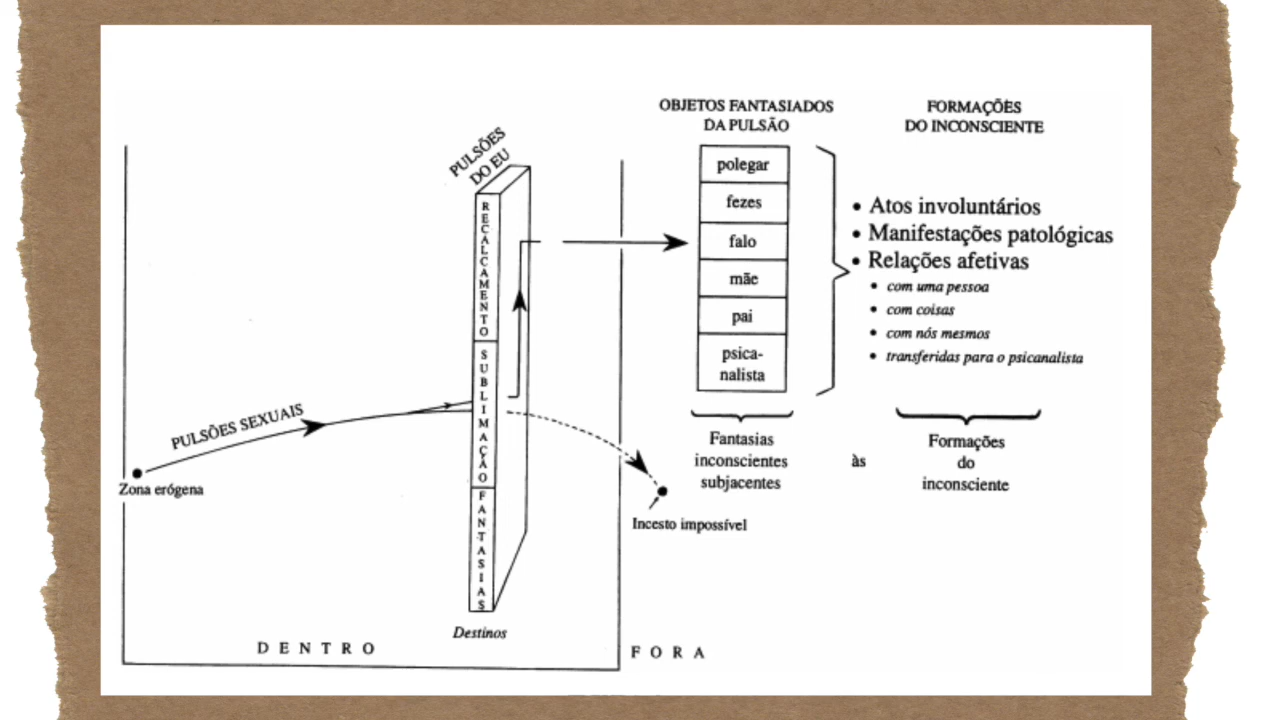 OBJETOS FANTASIADOS
DA PULSÃO
FORMAÇÕES
DO INCONSCIENTE
PULSÕES
DO EU
RECALCAMENTO
SUBLIMAÇÃO
FANTASIAS
Destinos
PULSÕES SEXUAIS
Zona erógena
polegar
fezes
falo
mãe
pai
psica-
nalista
• Atos involuntários
• Manifestações patológicas
• Relações afetivas
• com uma pessoa
• com coisas
• com nós mesmos
• transferidas para o psicanalista
Fantasias
inconscientes
subjacentes
às
Formações
do
inconsciente
Incesto impossível
DENTRO
FORA